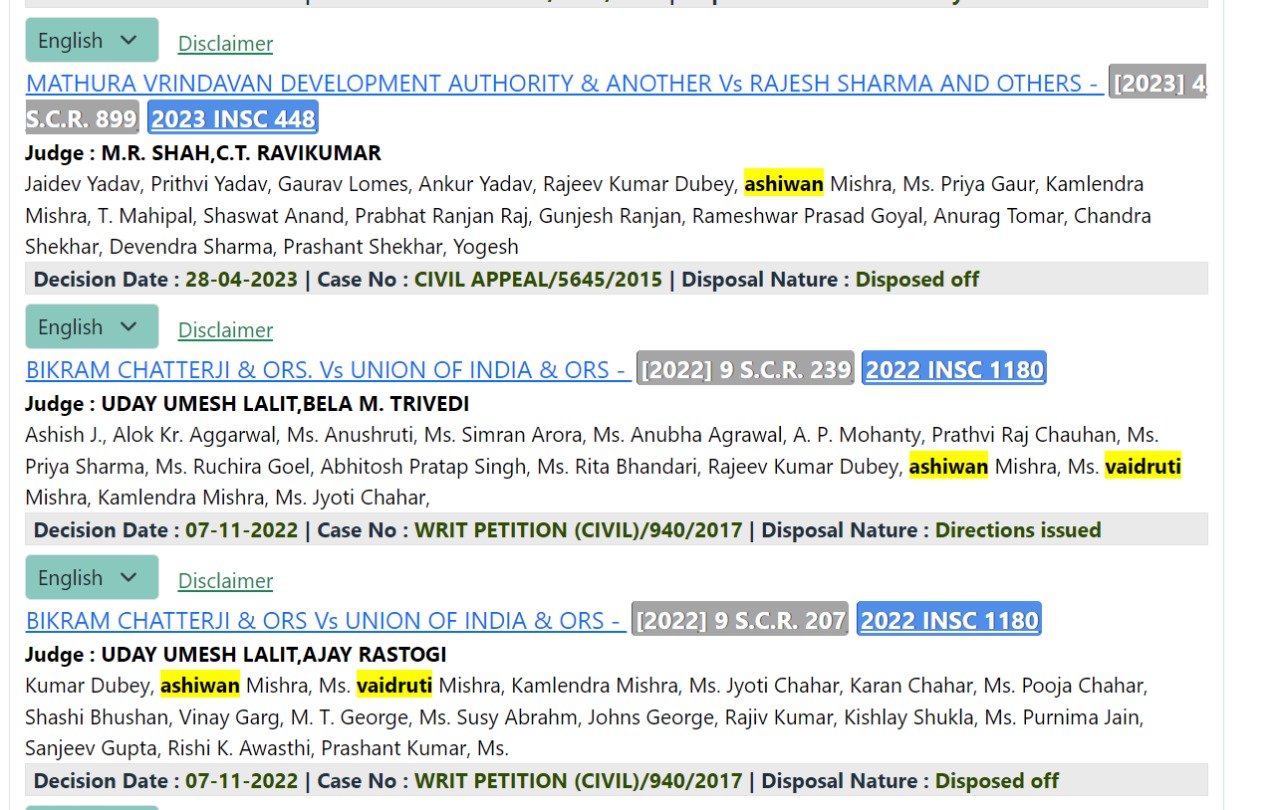 English
Disclaimer
MATHURA VRINDAVAN DEVELOPMENT AUTHORITY & ANOTHER Vs RAJESH SHARMA AND OTHERS - [2023] 4
S.C.R. 899 2023 INSC 448
Judge : M.R. SHAH,C.T. RAVIKUMAR
Jaidev Yadav, Prithvi Yadav, Gaurav Lomes, Ankur Yadav, Rajeev Kumar Dubey, ashiwan Mishra, Ms. Priya Gaur, Kamlendra
Mishra, T. Mahipal, Shaswat Anand, Prabhat Ranjan Raj, Gunjesh Ranjan, Rameshwar Prasad Goyal, Anurag Tomar, Chandra
Shekhar, Devendra Sharma, Prashant Shekhar, Yogesh
Decision Date : 28-04-2023 | Case No : CIVIL APPEAL/5645/2015 | Disposal Nature : Disposed off
English
Disclaimer
BIKRAM CHATTERJI & ORS. Vs UNION OF INDIA & ORS - [2022] 9 S.C.R. 239 2022 INSC 1180
Judge : UDAY UMESH LALIT,BELA M. TRIVEDI
Ashish J., Alok Kr. Aggarwal, Ms. Anushruti, Ms. Simran Arora, Ms. Anubha Agrawal, A. P. Mohanty, Prathvi Raj Chauhan, Ms.
Priya Sharma, Ms. Ruchira Goel, Abhitosh Pratap Singh, Ms. Rita Bhandari, Rajeev Kumar Dubey, ashiwan Mishra, Ms. vaidruti
Mishra, Kamlendra Mishra, Ms. Jyoti Chahar,
Decision Date : 07-11-2022 | Case No : WRIT PETITION (CIVIL)/940/2017 | Disposal Nature : Directions issued
English
Disclaimer
BIKRAM CHATTERJI & ORS Vs UNION OF INDIA & ORS - [2022] 9 S.C.R. 207 2022 INSC 1180
Judge : UDAY UMESH LALIT,AJAY RASTOGI
Kumar Dubey, ashiwan Mishra, Ms. vaidruti Mishra, Kamlendra Mishra, Ms. Jyoti Chahar, Karan Chahar, Ms. Pooja Chahar,
Shashi Bhushan, Vinay Garg, M. T. George, Ms. Susy Abrahm, Johns George, Rajiv Kumar, Kishlay Shukla, Ms. Purnima Jain,
Sanjeev Gupta, Rishi K. Awasthi, Prashant Kumar, Ms.
Decision Date : 07-11-2022 | Case No : WRIT PETITION (CIVIL)/940/2017 | Disposal Nature : Disposed off